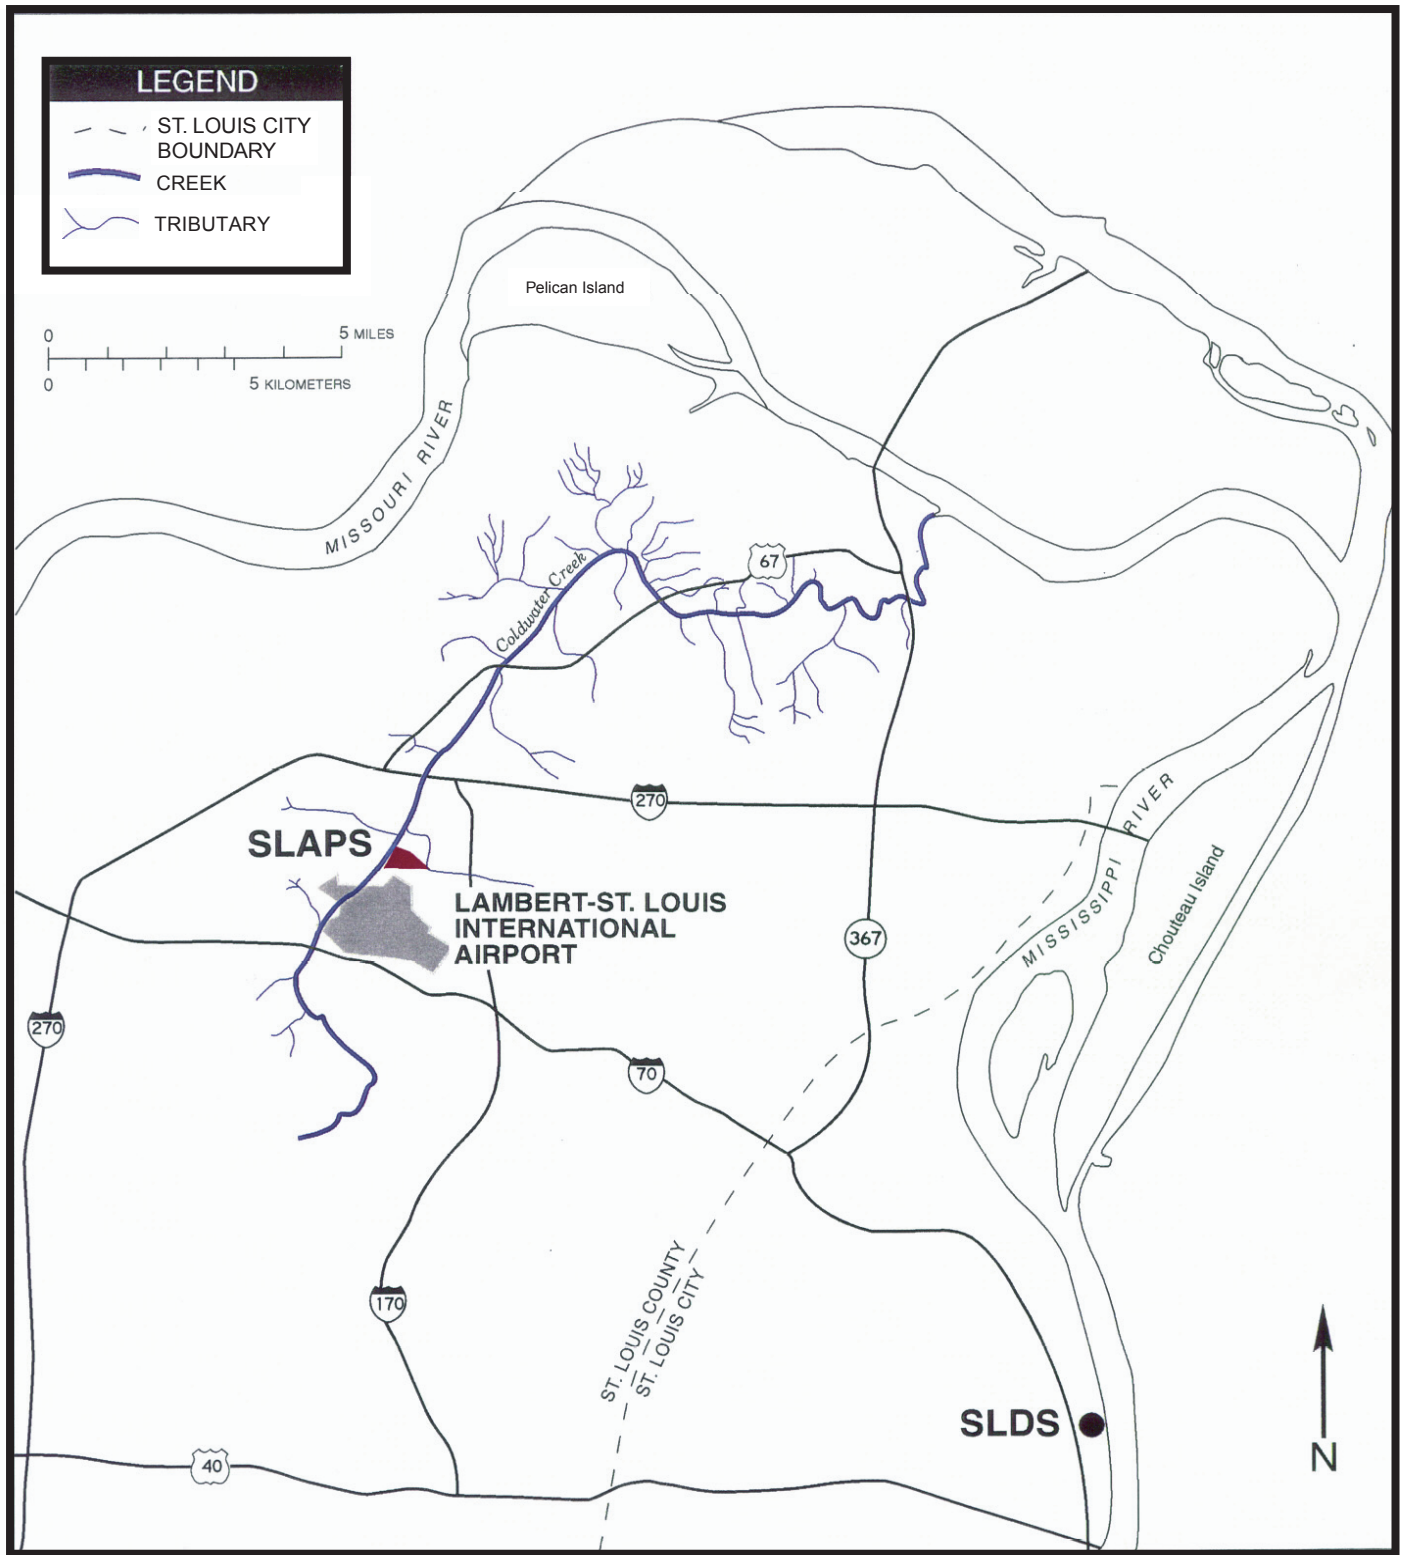 LEGEND
ST. LOUIS CITY
BOUNDARY
CREEK
TRIBUTARY
Pelican Island
0
5 MILES
0
5 KILOMETERS
MISSOURI RIVER
Coldwater Creek
67
270
SLAPS
LAMBERT-ST. LOUIS
INTERNATIONAL
AIRPORT
MISSISSIPPI RIVER
Chouteau Island
367
270
70
170
ST. LOUIS COUNTY
ST. LOUIS CITY
SLDS
N
40